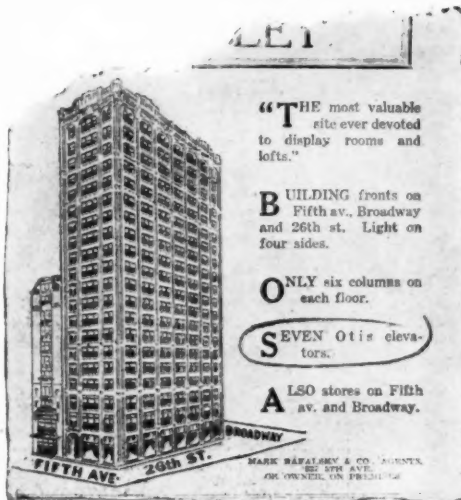 LEY
"THE most valuable
site ever devoted
to display rooms and
lofts."
BUILDING fronts on
Fifth av., Broadway
and 26th st. Light on
four sides.
ONLY six columns on
each floor.
SEVEN Otis eleva-
tors.
ALSO stores on Fifth
av. and Broadway.
FIFTH AVE.
26th ST.
BROADWAY
MARK RAFALSKY & CO., AGENTS,
5TH AVE.
OR OWNER, ON